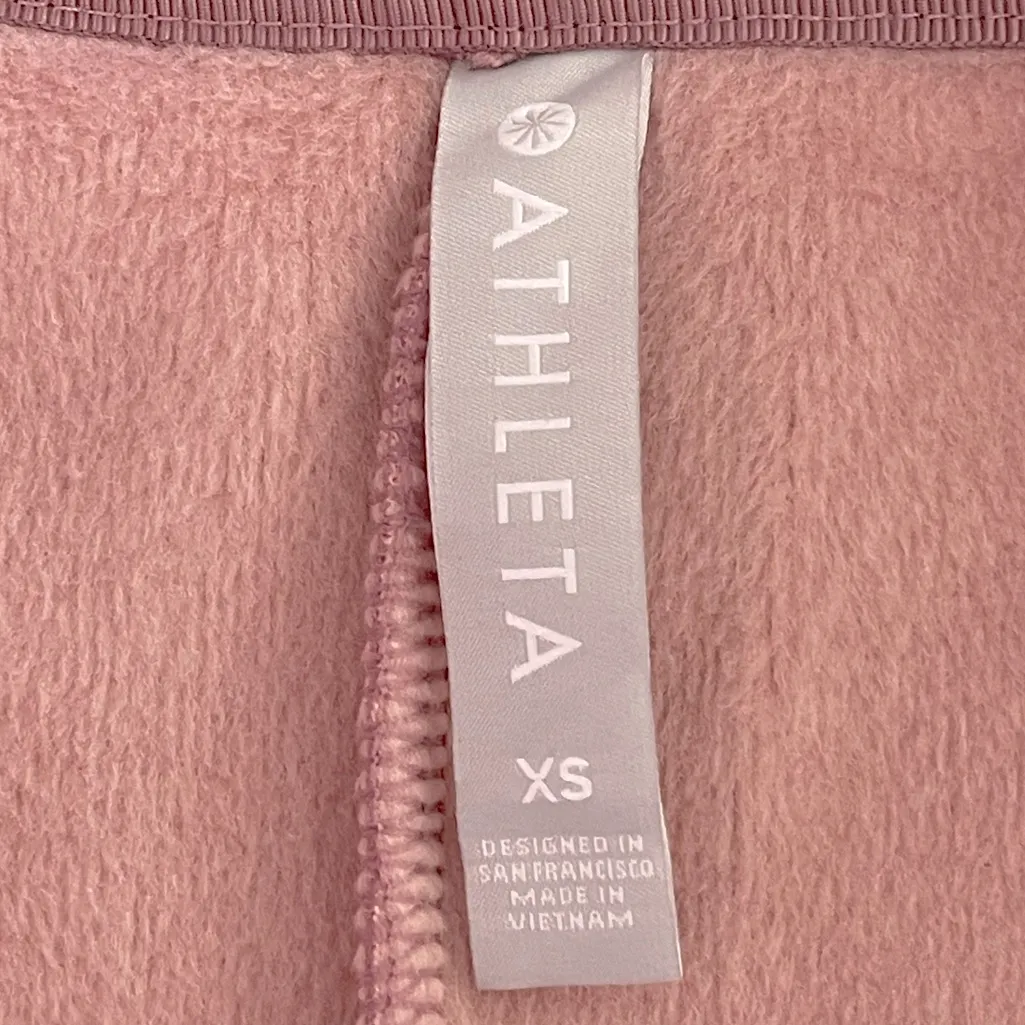 ATHLETA
XS
DESIGNED IN
SAN FRANCISCO
MADE IN
VIETNAM